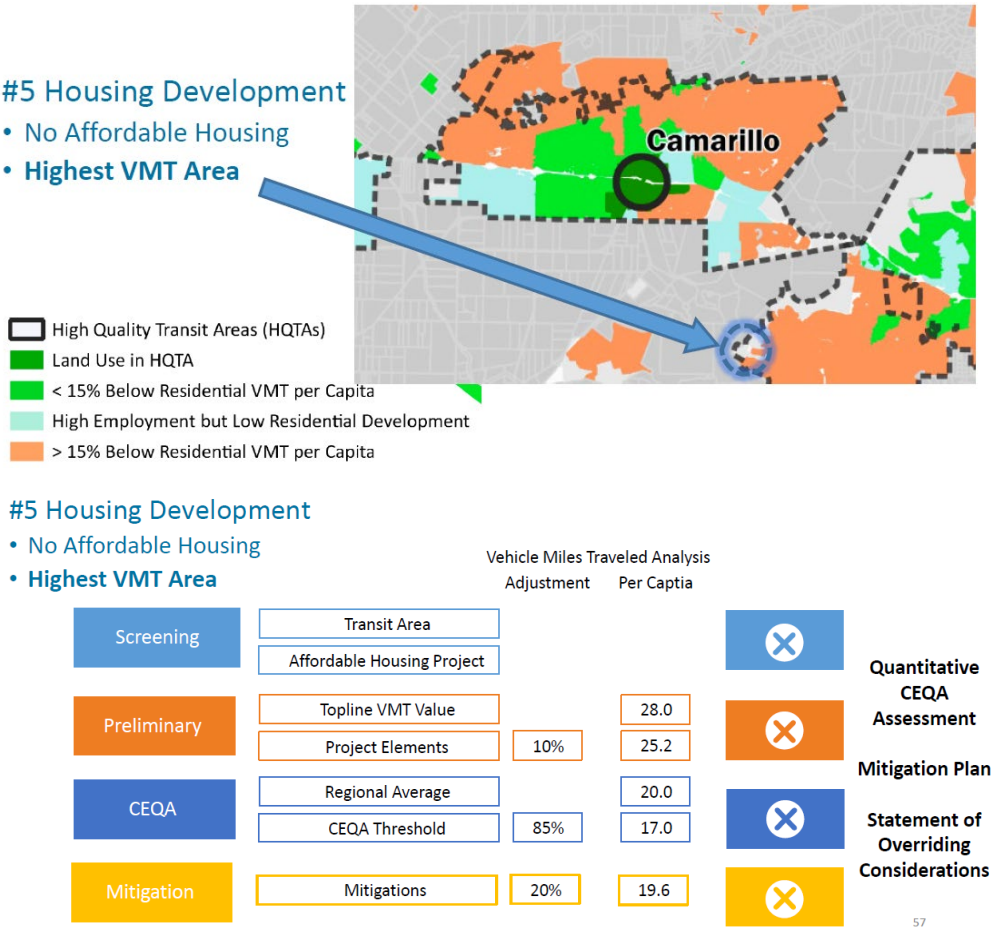 #5 Housing Development
• No Affordable Housing
• Highest VMT Area
Camarillo
High Quality Transit Areas (HQTAs)
Land Use in HQTA
< 15% Below Residential VMT per Capita
High Employment but Low Residential Development
> 15% Below Residential VMT per Capita
#5 Housing Development
• No Affordable Housing
• Highest VMT Area
Vehicle Miles Traveled Analysis
Adjustment Per Captia
Screening
Transit Area
Affordable Housing Project
Preliminary
Topline VMT Value 28.0
Project Elements 10% 25.2
CEQA
Regional Average 20.0
CEQA Threshold 85% 17.0
Mitigation
Mitigations 20% 19.6
Quantitative
CEQA
Assessment
Mitigation Plan
Statement of
Overriding
Considerations
57